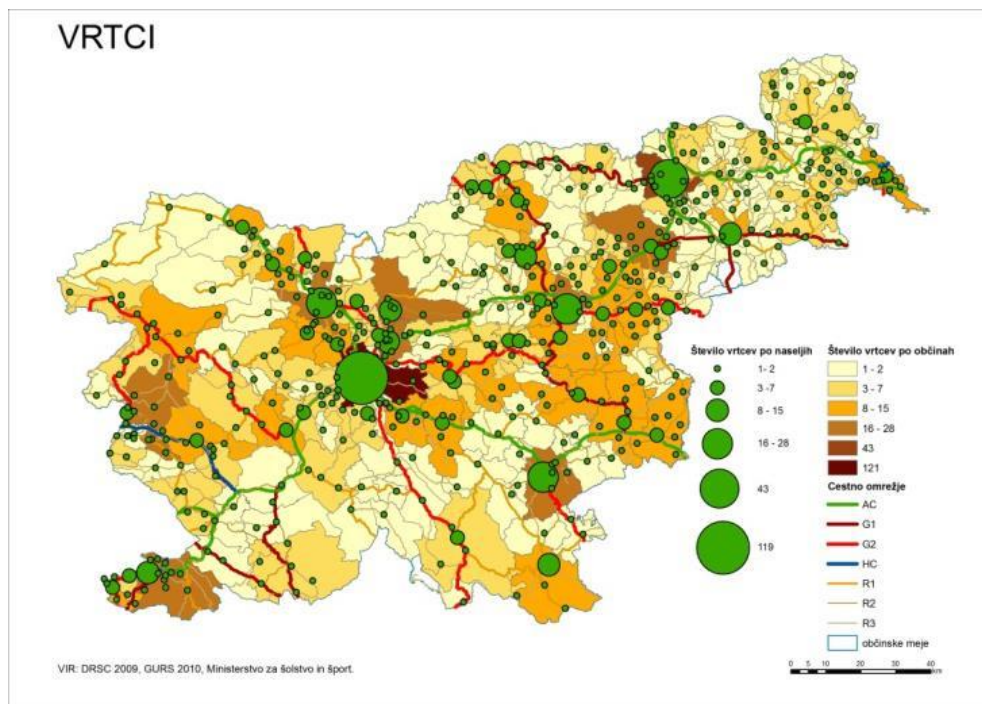 VRTCI
Število vrtcev po naseljih
1- 2
3 -7
8 - 15
16 - 28
43
119
Število vrtcev po občinah
1 - 2
3 - 7
8 - 15
16 - 28
43
121
Cestno omrežje
AC
G1
G2
HC
R1
R2
R3
občinske meje
VIR: DRSC 2009, GURS 2010, Ministerstvo za šolstvo in šport.
0 5 10 20 30 40
km